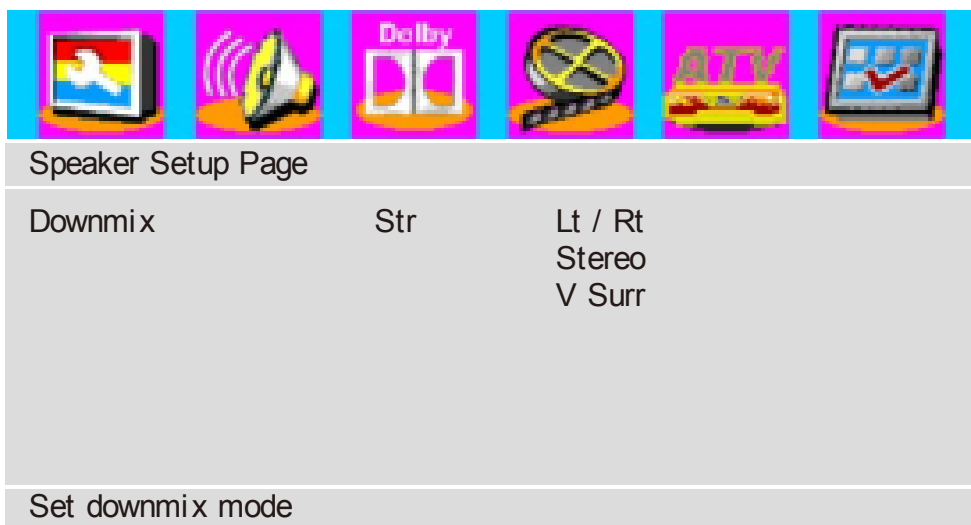 Dolby
ATV
Speaker Setup Page
Downmix Str Lt / Rt
Stereo
V Surr
Set downmix mode